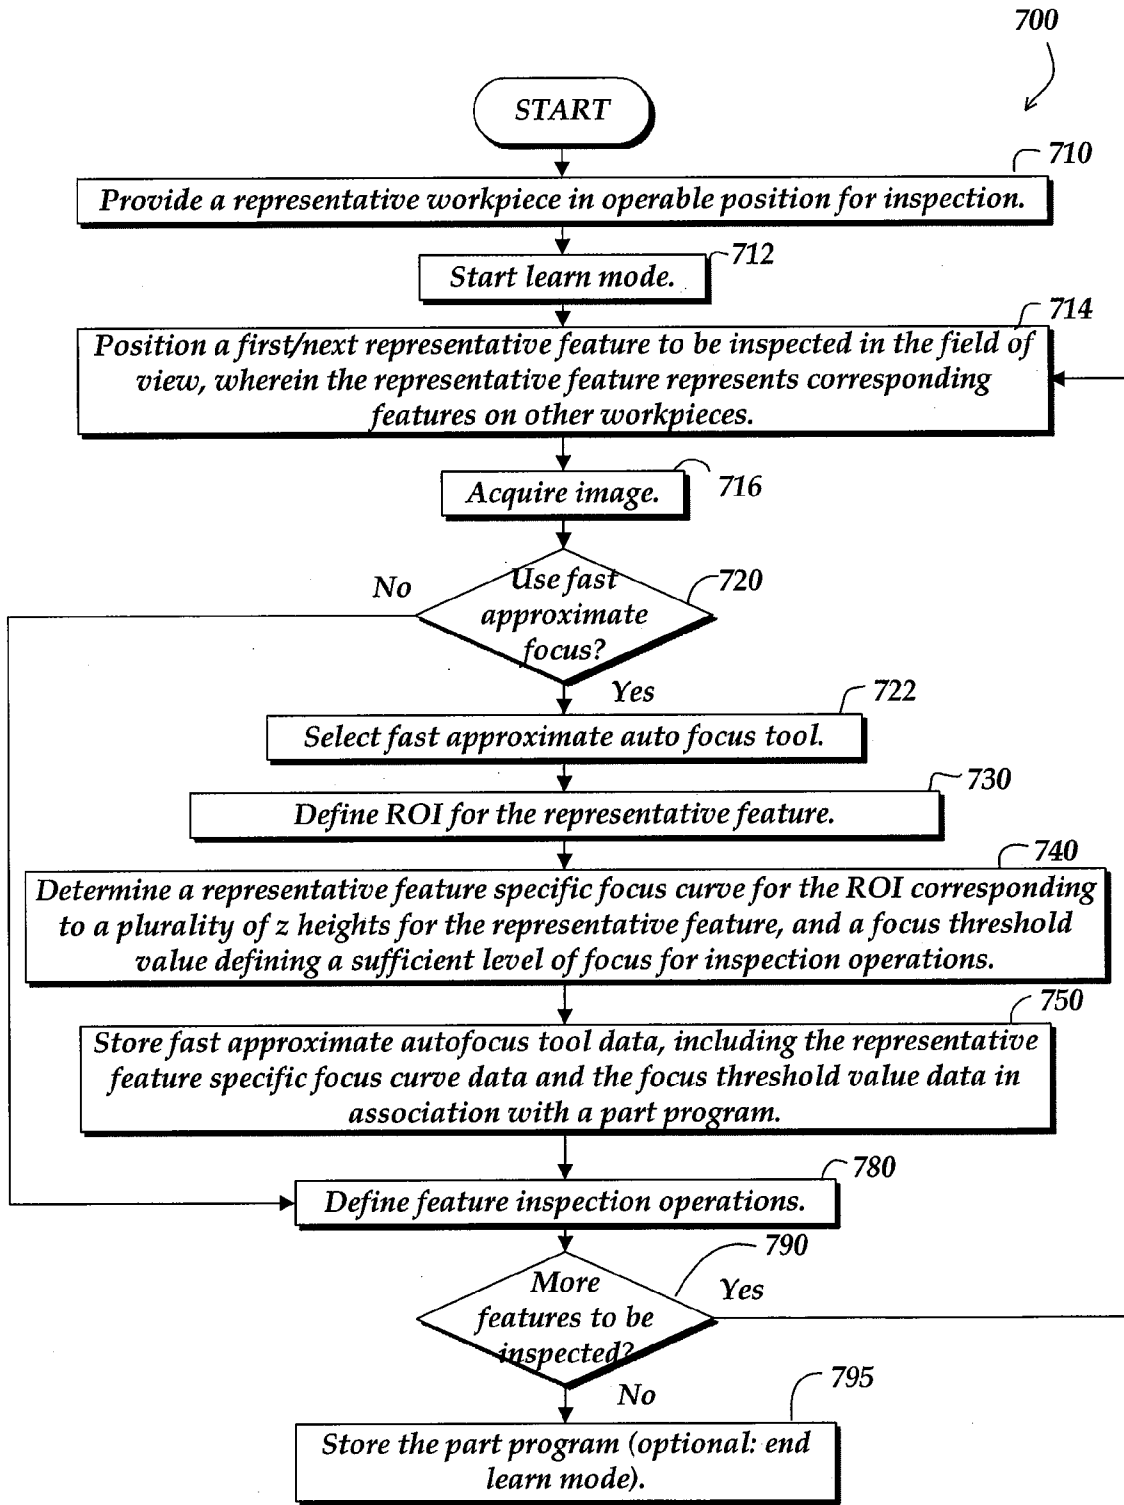 700
START
710
Provide a representative workpiece in operable position for inspection.
712
Start learn mode.
714
Position a first/next representative feature to be inspected in the field of
view, wherein the representative feature represents corresponding
features on other workpieces.
716
Acquire image.
No
720
Use fast
approximate
focus?
Yes
722
Select fast approximate auto focus tool.
730
Define ROI for the representative feature.
740
Determine a representative feature specific focus curve for the ROI corresponding
to a plurality of z heights for the representative feature, and a focus threshold
value defining a sufficient level of focus for inspection operations.
750
Store fast approximate autofocus tool data, including the representative
feature specific focus curve data and the focus threshold value data in
association with a part program.
780
Define feature inspection operations.
790
More
features to be
inspected?
Yes
No
795
Store the part program (optional: end
learn mode).